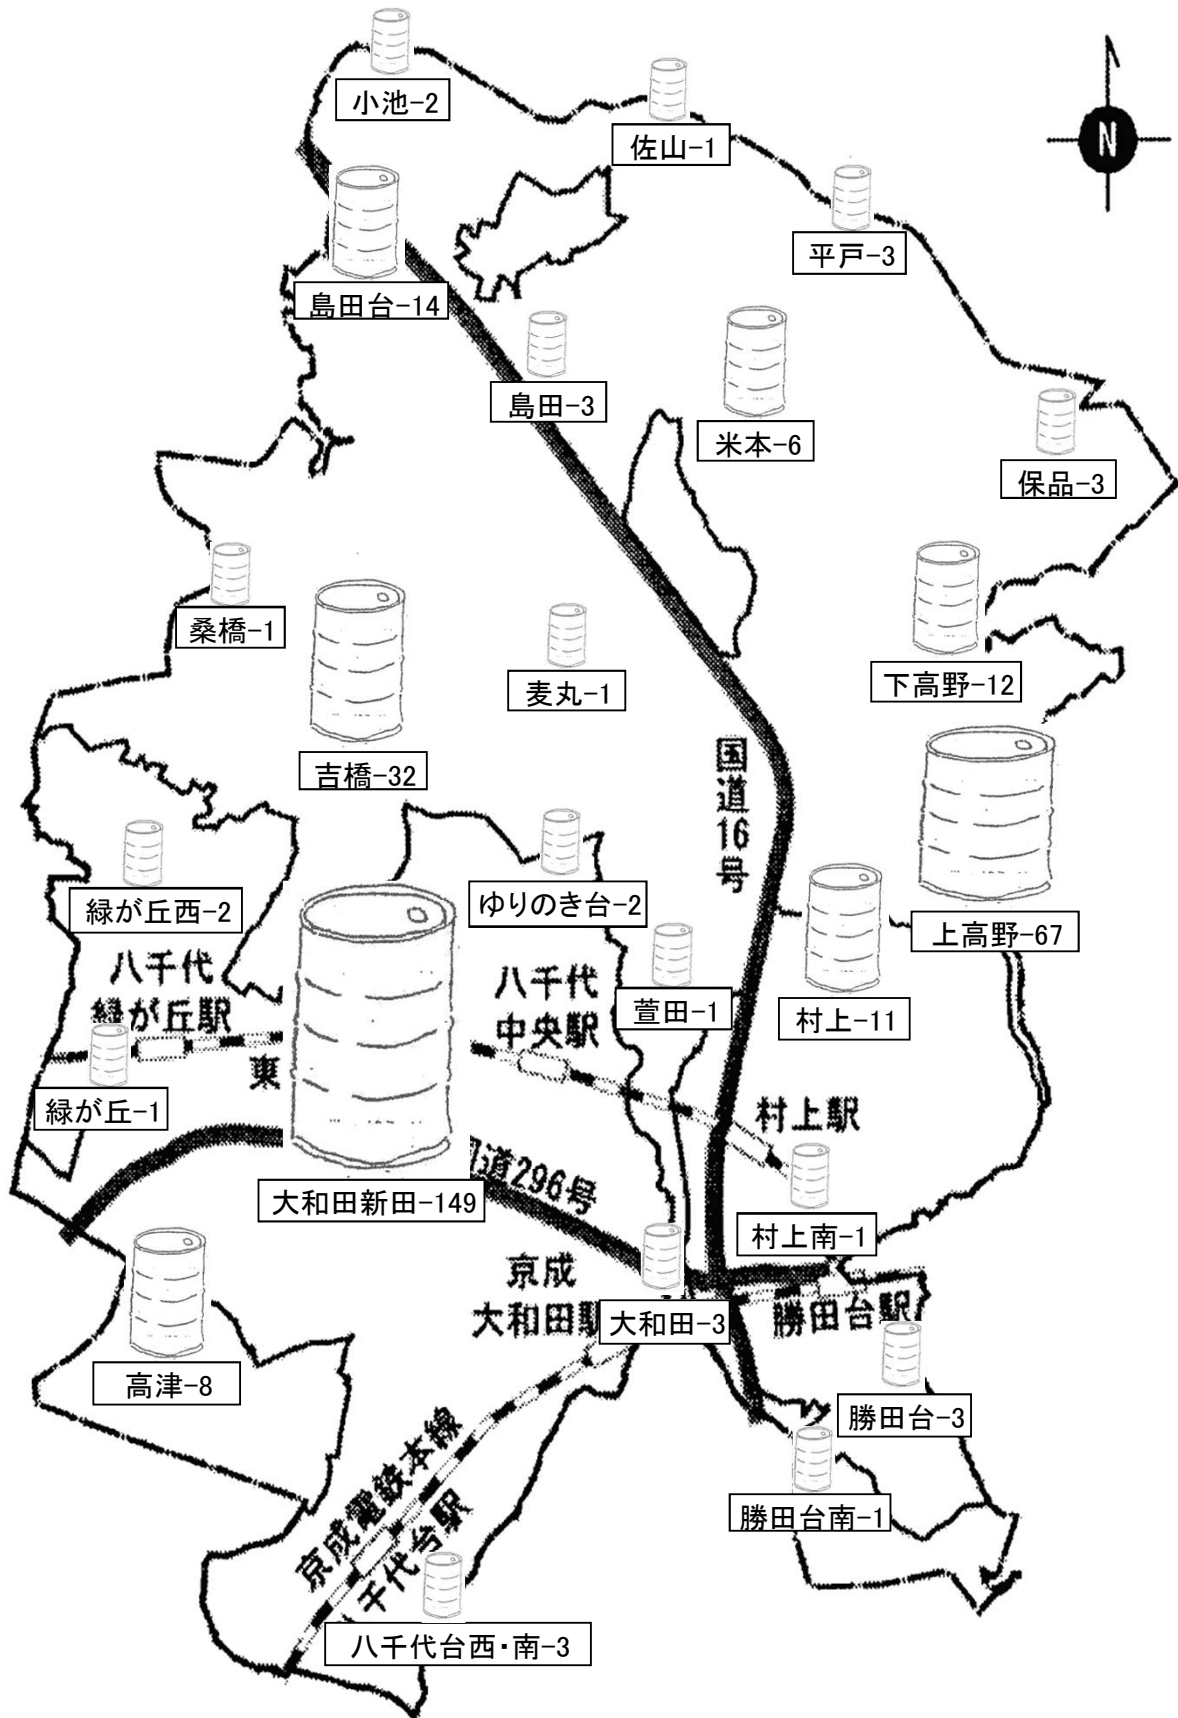 N
小池-2
佐山-1
平戸-3
島田台-14
島田-3
米本-6
保品-3
桑橋-1
麦丸-1
下高野-12
吉橋-32
国道16号
緑が丘西-2
ゆりのき台-2
上高野-67
八千代
緑が丘駅
八千代
中央駅
萱田-1
村上-11
東
緑が丘-1
村上駅
道296号
大和田新田-149
村上南-1
京成
大和田駅
大和田-3
勝田台駅
高津-8
勝田台-3
京成電鉄本線
八千代台駅
勝田台南-1
八千代台西・南-3